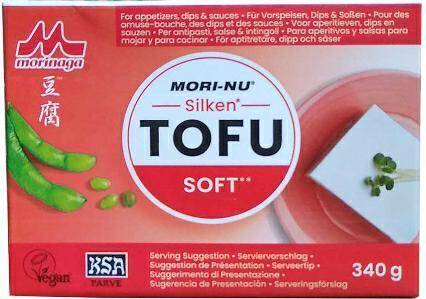 For appetizers, dips & sauces • Für Vorspeisen, Dips & Soßen • Pour des
amuse-bouche, des dips et des sauces • Voor aperitieven, dips en
sauzen • Per antipasti, salse & intingoli • Para aperitivos y salsas para
mojar y para cocinar • För aptitretare, dipp och såser
morinaga
豆腐
MORI-NU®
Silken®
TOFU
SOFT**
Vegan
KSA
PARVE
Serving Suggestion • Serviervorschlag •
Suggestion de Présentation • Serveertip •
Suggerimento di Presentazione •
Sugerencia de Presentación • Serveringsförslag
340 g